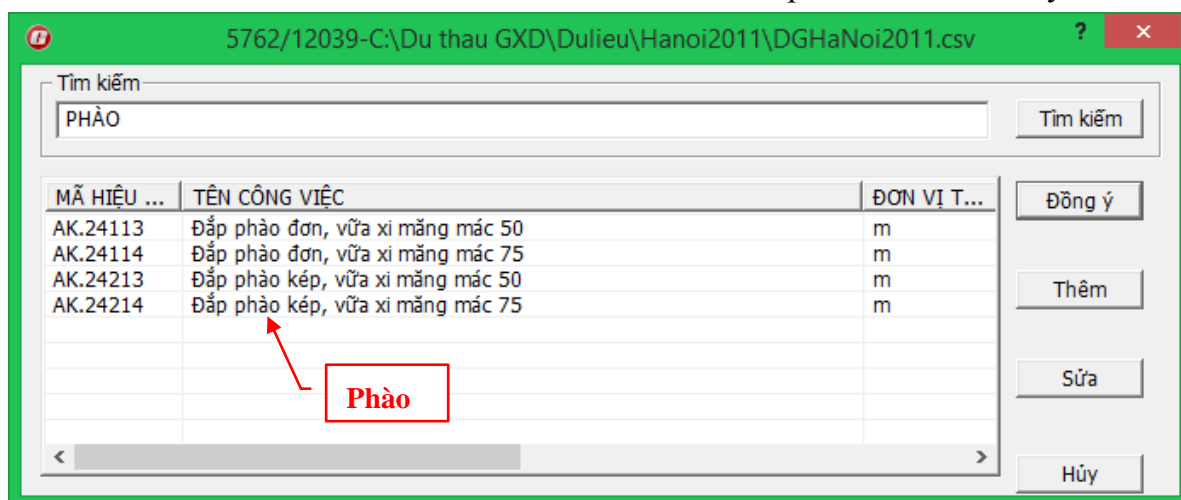 5762/12039-C:\Du thau GXD\Dulieu\Hanoi2011\DGHaNoi2011.csv ? ×
Tìm kiếm
PHÀO Tìm kiếm
MÃ HIỆU ... TÊN CÔNG VIỆC ĐƠN VỊ T...
Đồng ý
AK.24113 Đắp phào đơn, vữa xi măng mác 50 m
AK.24114 Đắp phào đơn, vữa xi măng mác 75 m
AK.24213 Đắp phào kép, vữa xi măng mác 50 m
AK.24214 Đắp phào kép, vữa xi măng mác 75 m
Thêm
Sửa
Phào
Hủy